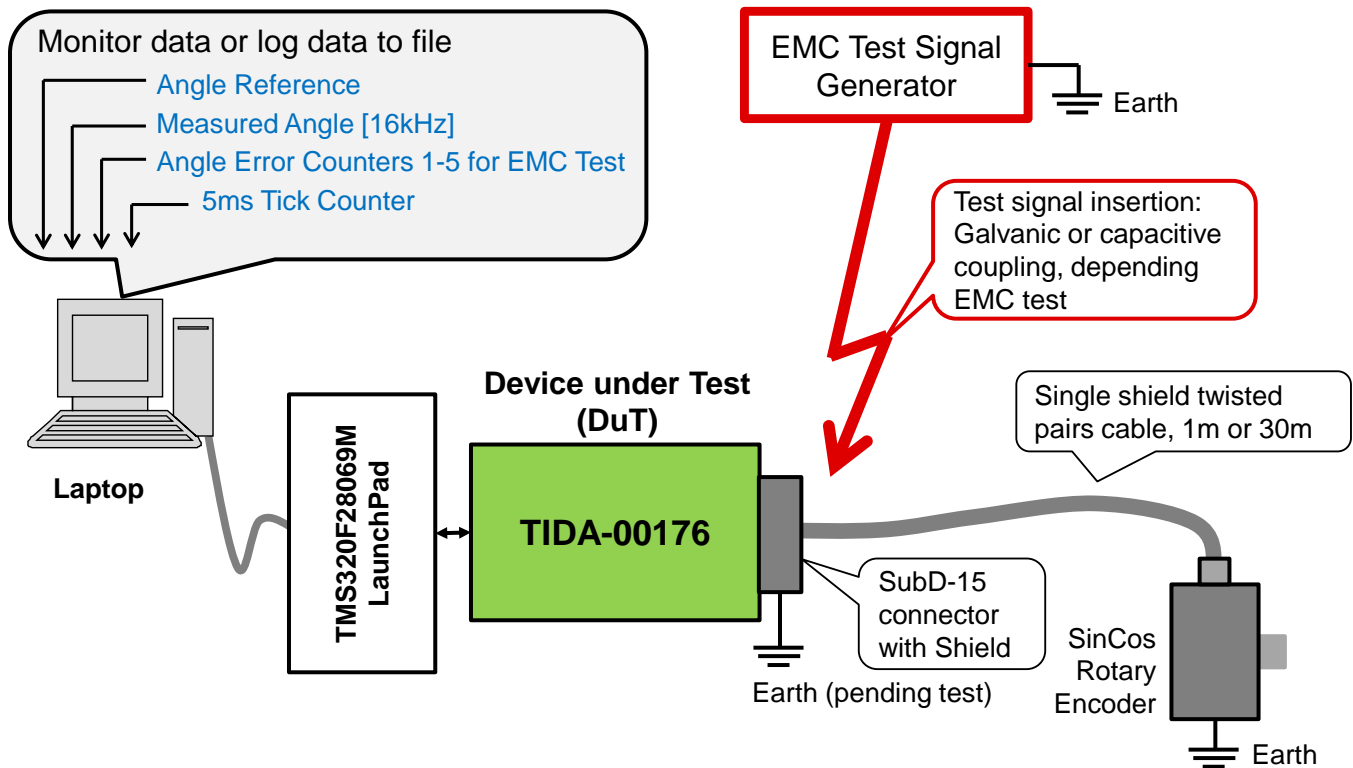 Monitor data or log data to file
Angle Reference
Measured Angle [16kHz]
Angle Error Counters 1-5 for EMC Test
5ms Tick Counter
EMC Test Signal
Generator
Earth
Test signal insertion:
Galvanic or capacitive
coupling, depending
EMC test
Laptop
TMS320F28069M
LaunchPad
Device under Test
(DuT)
TIDA-00176
Single shield twisted
pairs cable, 1m or 30m
SubD-15
connector
with Shield
Earth (pending test)
SinCos
Rotary
Encoder
Earth